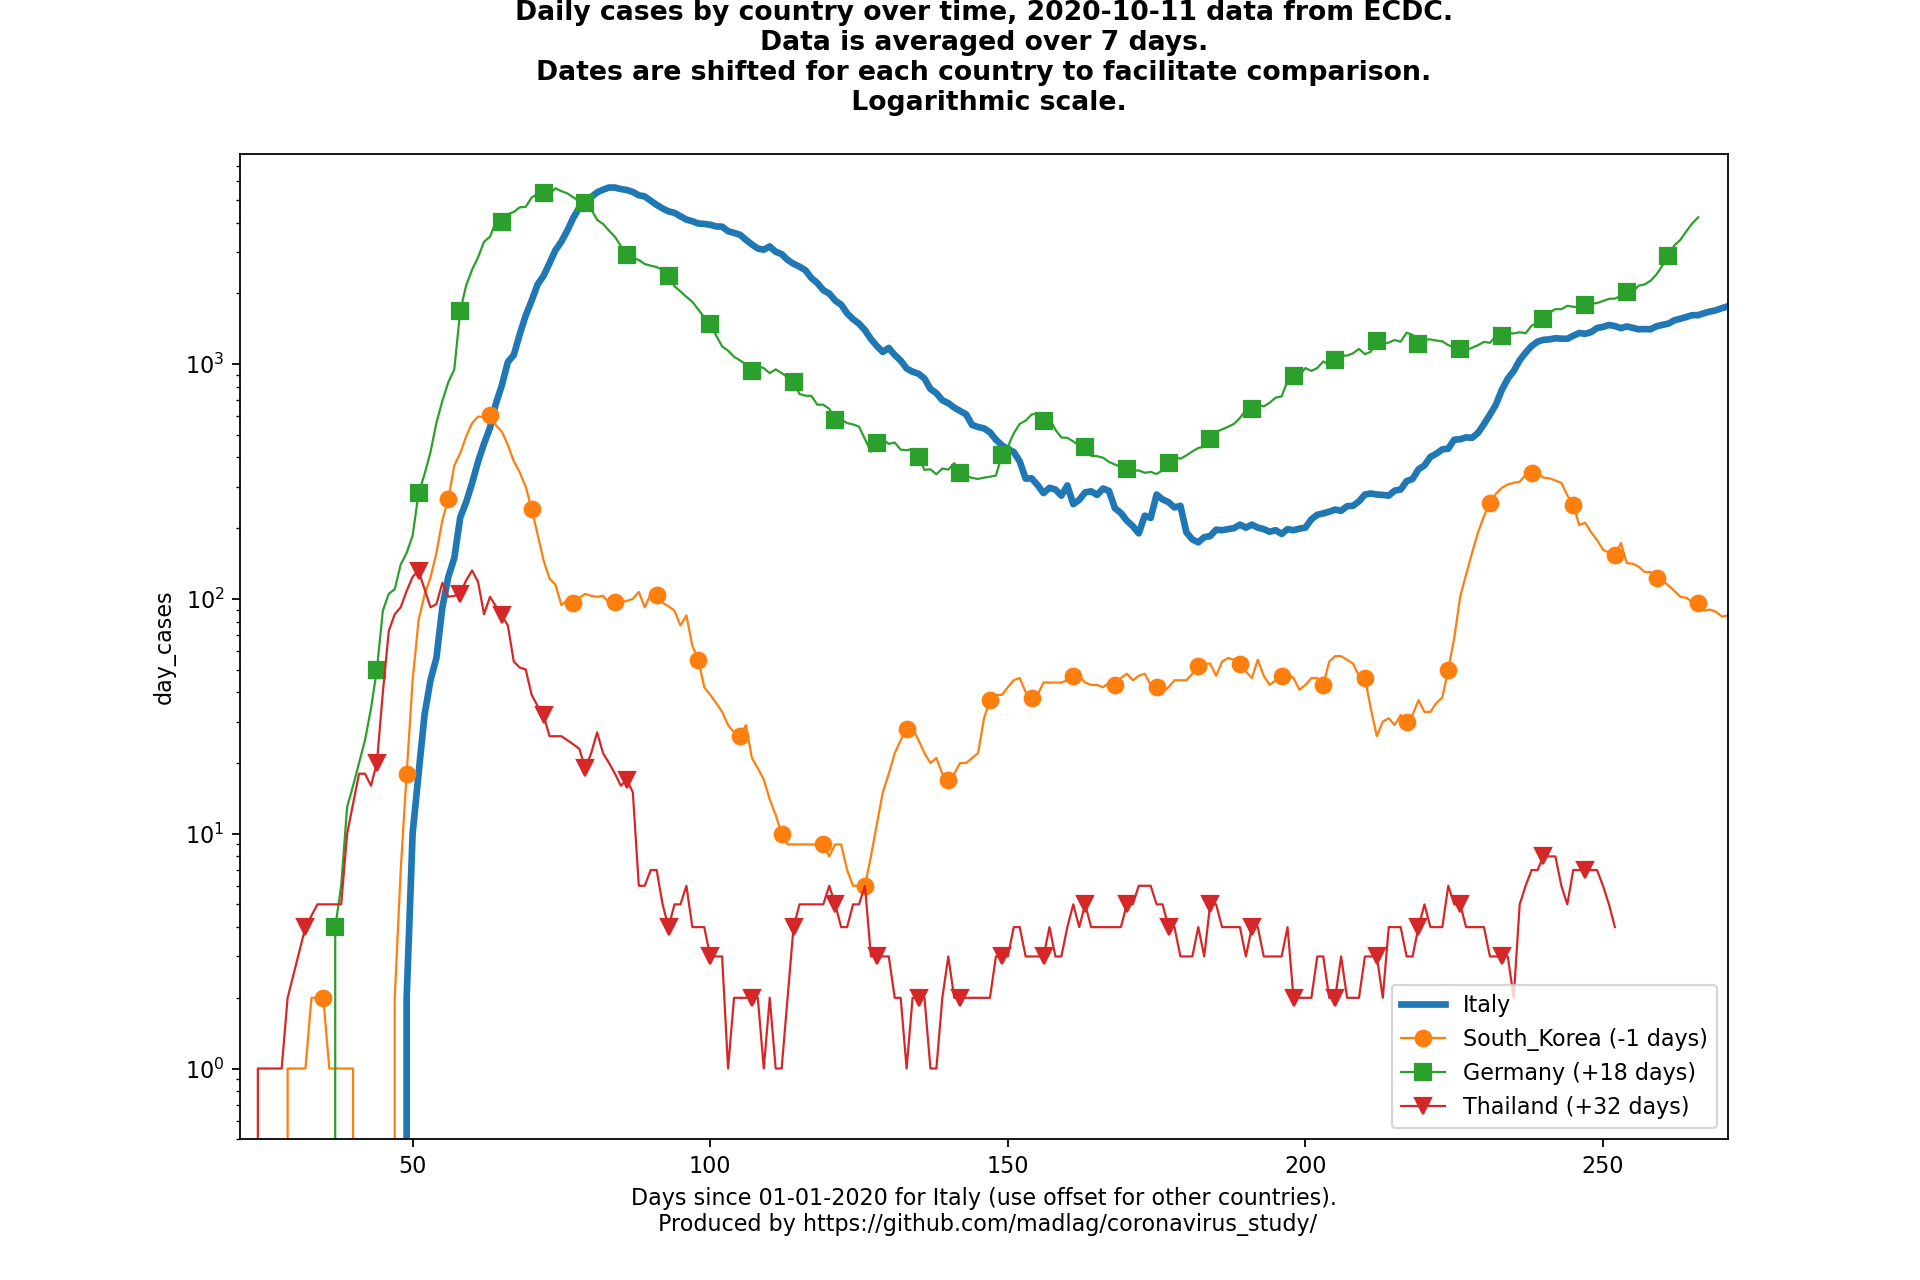 Daily cases by country over time, 2020-10-11 data from ECDC.
Data is averaged over 7 days.
Dates are shifted for each country to facilitate comparison.
Logarithmic scale.
day_cases
10³
10²
10¹
10⁰
Italy
South_Korea (-1 days)
Germany (+18 days)
Thailand (+32 days)
50 100 150 200 250
Days since 01-01-2020 for Italy (use offset for other countries).
Produced by https://github.com/madlag/coronavirus_study/